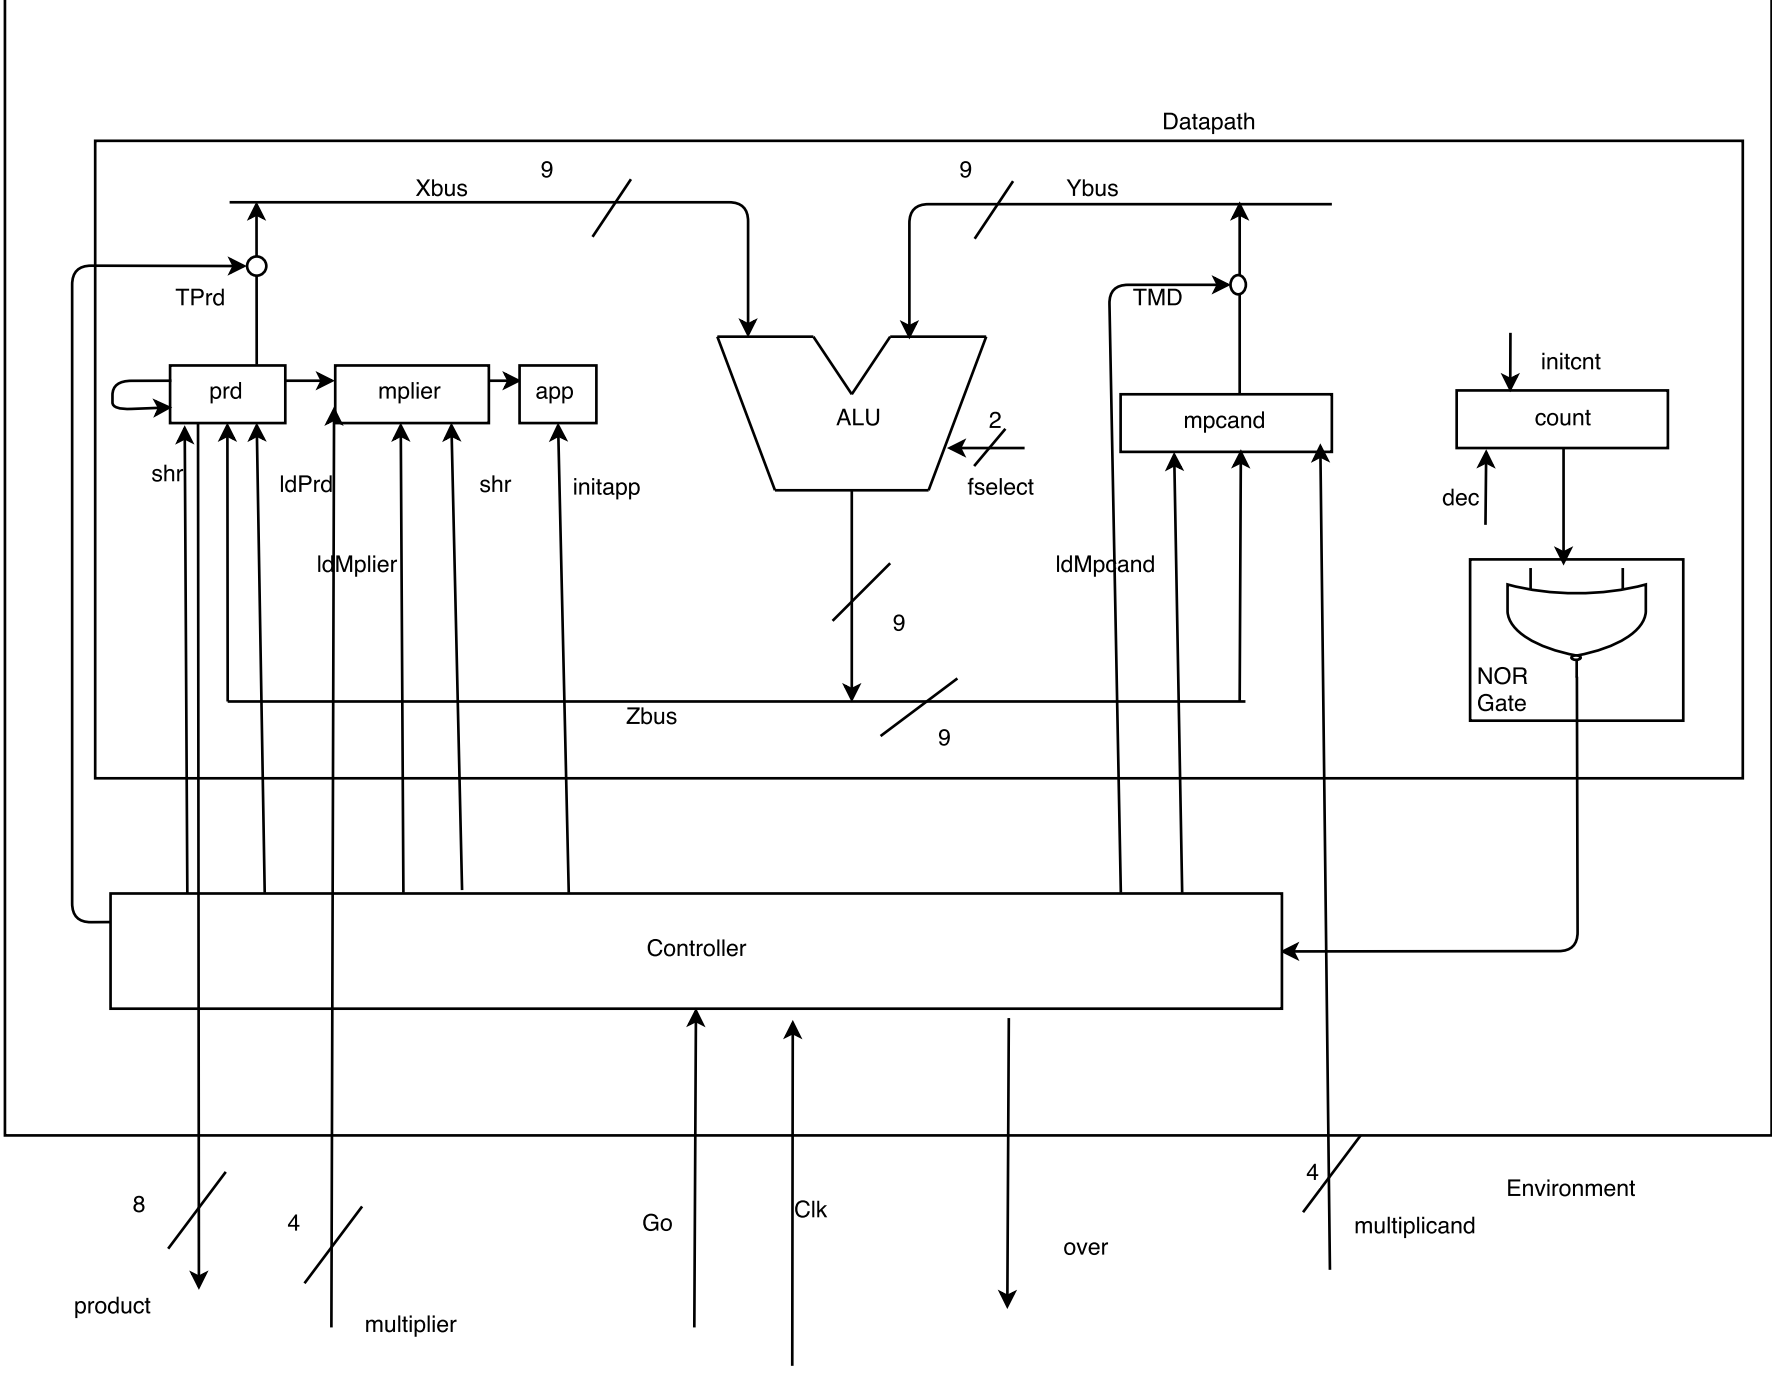 Datapath
9
9
Xbus
Ybus
TPrd
TMD
initcnt
prd
mplier
app
ALU
2
mpcand
count
shr
ldPrd
shr
initapp
fselect
dec
ldMplier
ldMpcand
9
NOR
Gate
Zbus
9
Controller
4
Environment
8
4
Go
Clk
multiplicand
over
product
multiplier